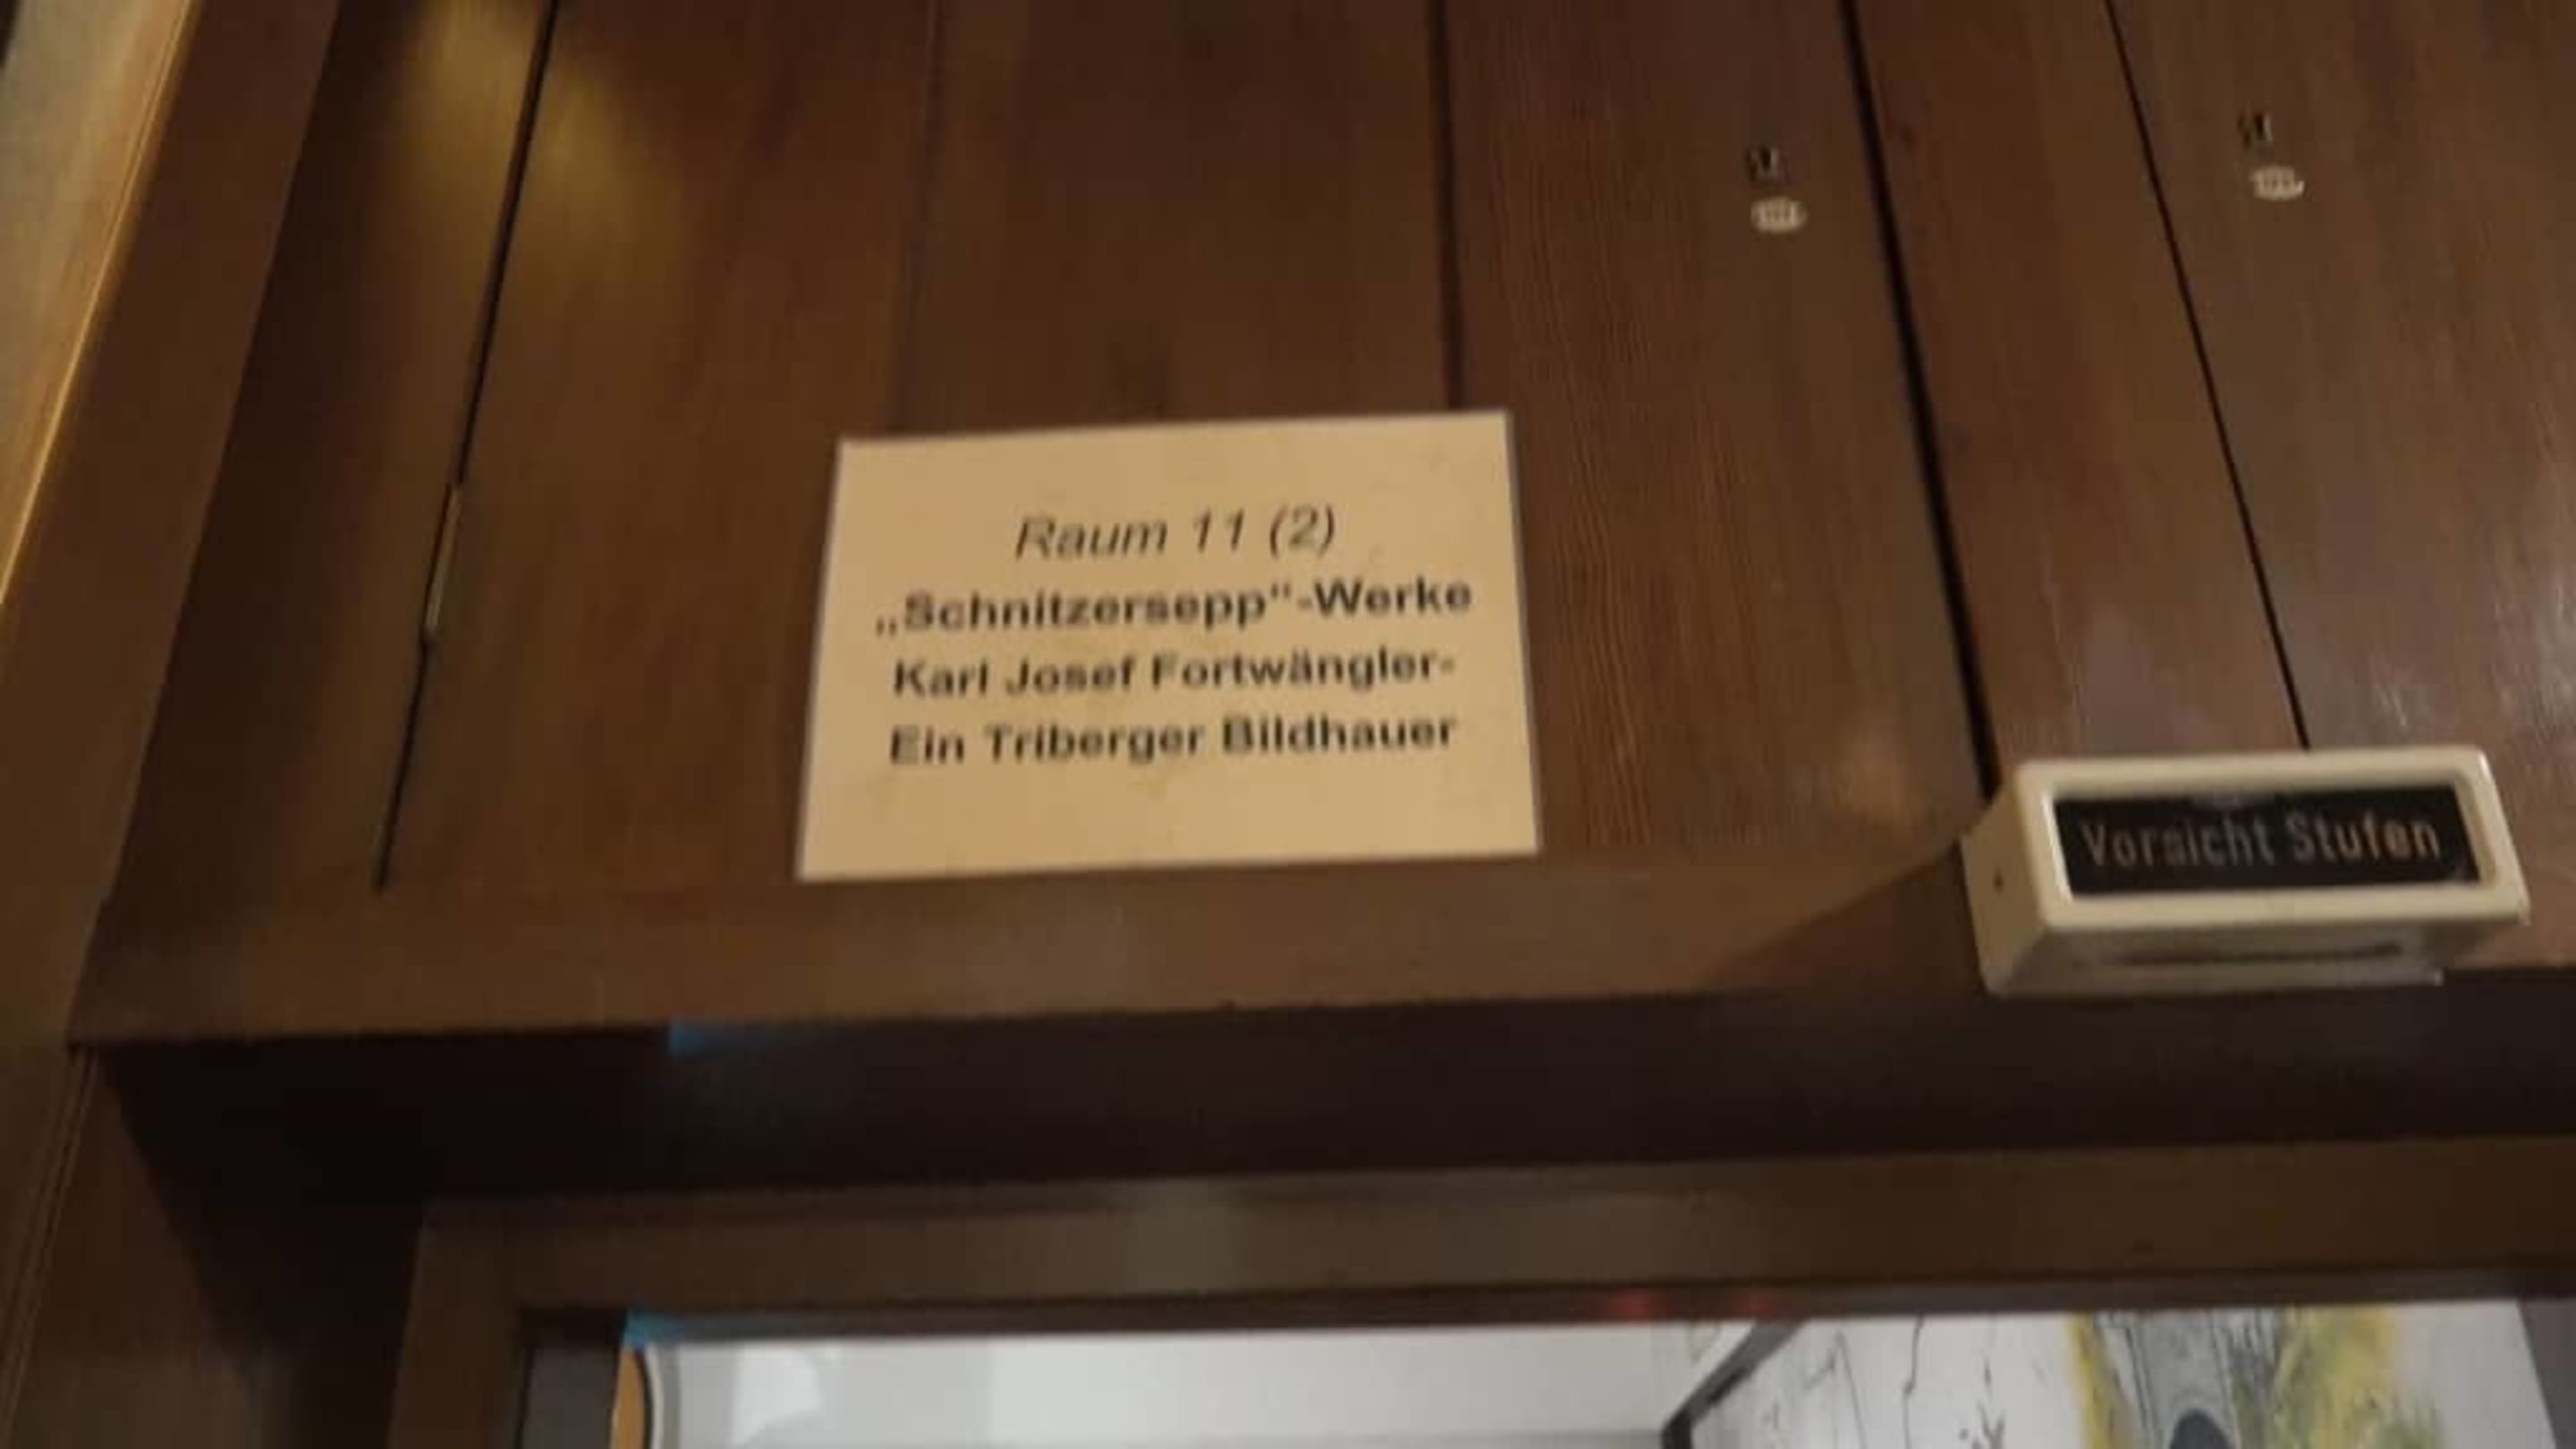 Raum 11 (2)
„Schnitzersepp“-Werke
Karl Josef Fortwängler-
Ein Triberger Bildhauer
Vorsicht Stufen